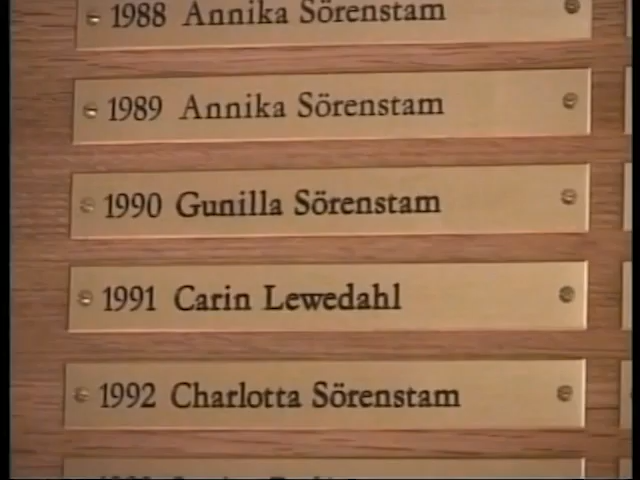 1988 Annika Sörenstam
1989 Annika Sörenstam
1990 Gunilla Sörenstam
1991 Carin Lewedahl
1992 Charlotta Sörenstam